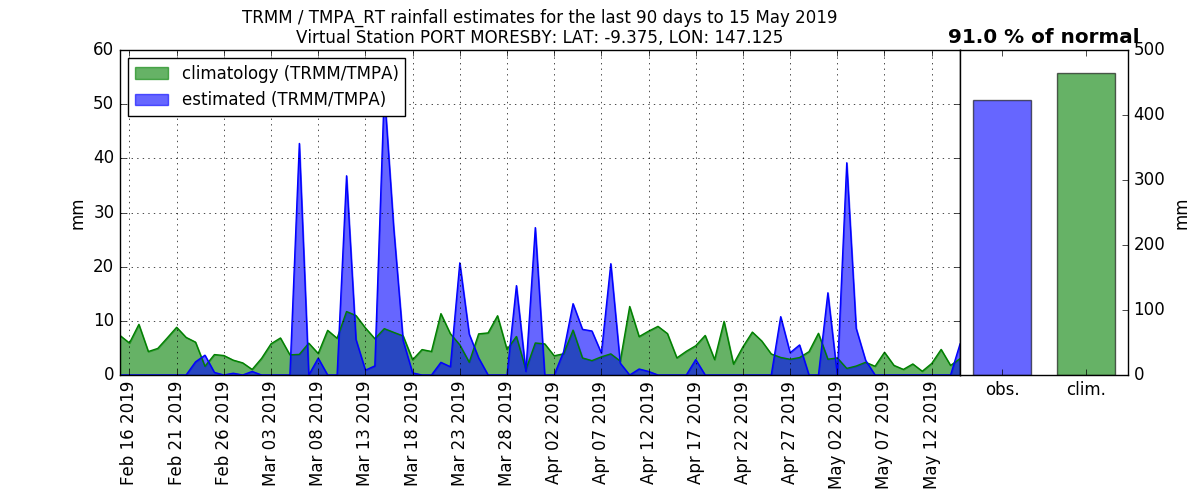 TRMM / TMPA_RT rainfall estimates for the last 90 days to 15 May 2019
Virtual Station PORT MORESBY: LAT: -9.375, LON: 147.125
91.0 % of normal
climatology (TRMM/TMPA)
estimated (TRMM/TMPA)
mm
60
50
40
30
20
10
0
Feb 16 2019
Feb 21 2019
Feb 26 2019
Mar 03 2019
Mar 08 2019
Mar 13 2019
Mar 18 2019
Mar 23 2019
Mar 28 2019
Apr 02 2019
Apr 07 2019
Apr 12 2019
Apr 17 2019
Apr 22 2019
Apr 27 2019
May 02 2019
May 07 2019
May 12 2019
obs.
clim.
500
400
300
200
100
0
mm